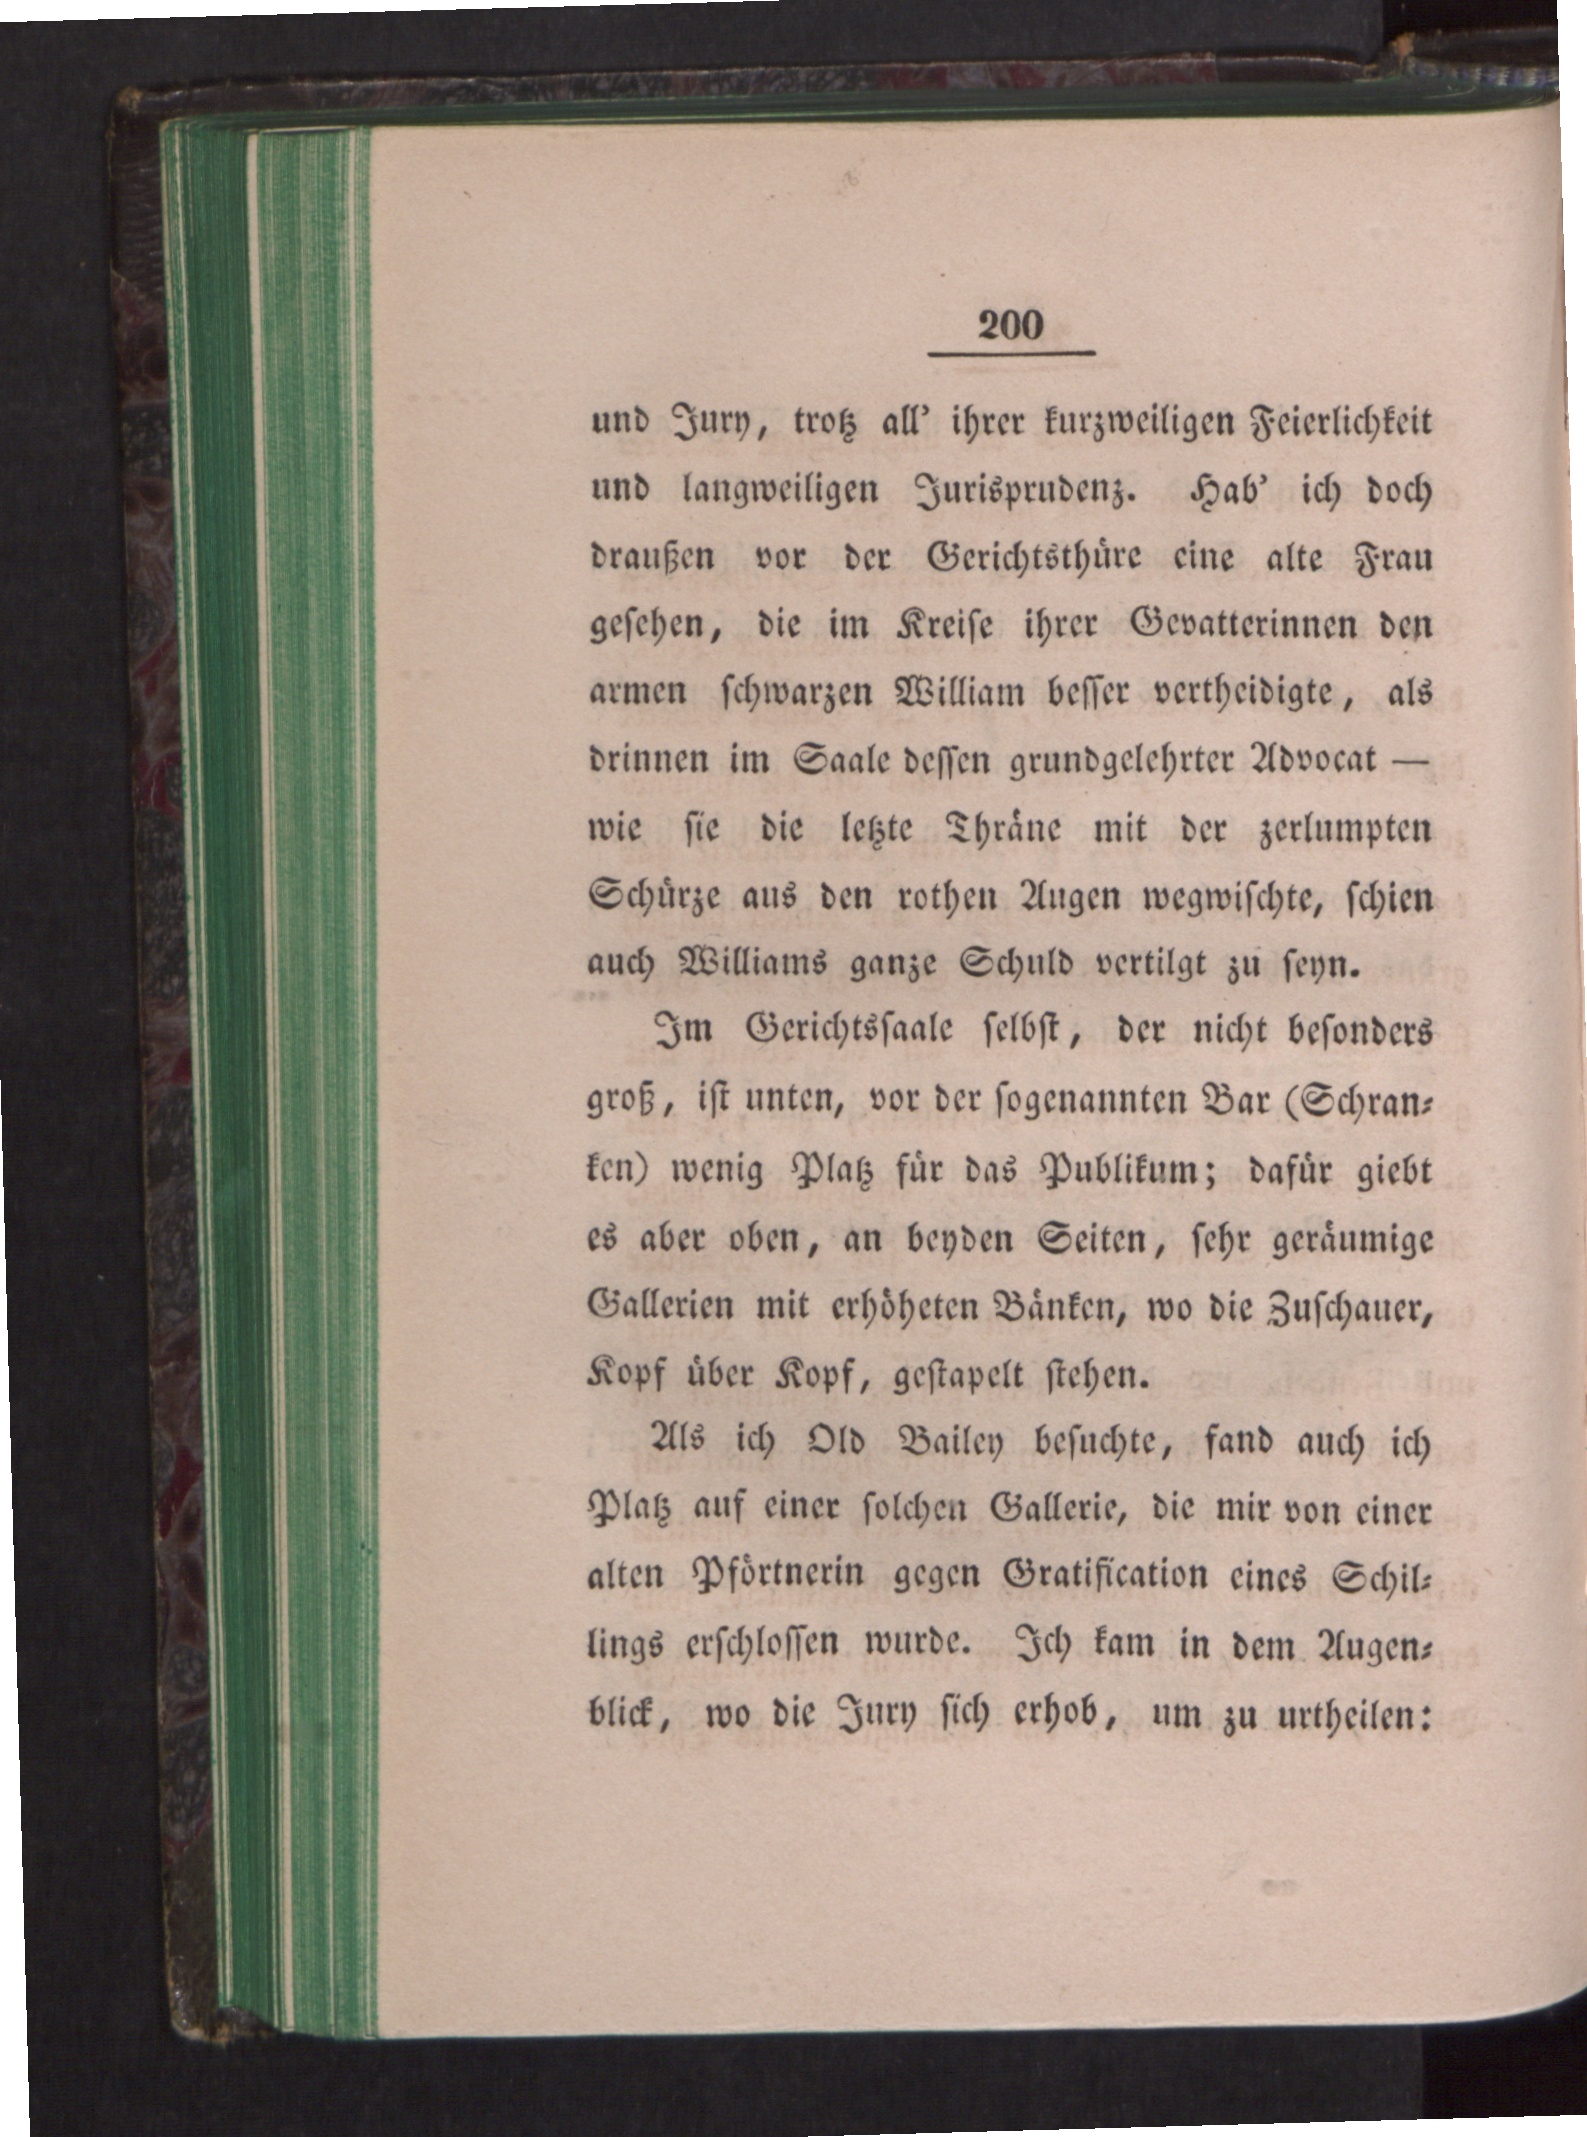 200
und Jury, trotz all' ihrer kurzweiligen Feierlichkeit
und langweiligen Jurisprudenz. Hab' ich doch
draußen vor der Gerichtsthüre eine alte Frau
gesehen, die im Kreise ihrer Gevatterinnen den
armen schwarzen William besser vertheidigte, als
drinnen im Saale dessen grundgelehrter Advocat —
wie sie die letzte Thräne mit der zerlumpten
Schürze aus den rothen Augen wegwischte, schien
auch Williams ganze Schuld vertilgt zu seyn.
Im Gerichtssaale selbst, der nicht besonders
groß, ist unten, vor der sogenannten Bar (Schran-
ken) wenig Platz für das Publikum; dafür giebt
es aber oben, an beyden Seiten, sehr geräumige
Gallerien mit erhöheten Bänken, wo die Zuschauer,
Kopf über Kopf, gestapelt stehen.
Als ich Old Bailey besuchte, fand auch ich
Platz auf einer solchen Gallerie, die mir von einer
alten Pförtnerin gegen Gratification eines Schil-
lings erschlossen wurde. Ich kam in dem Augen-
blick, wo die Jury sich erhob, um zu urtheilen: